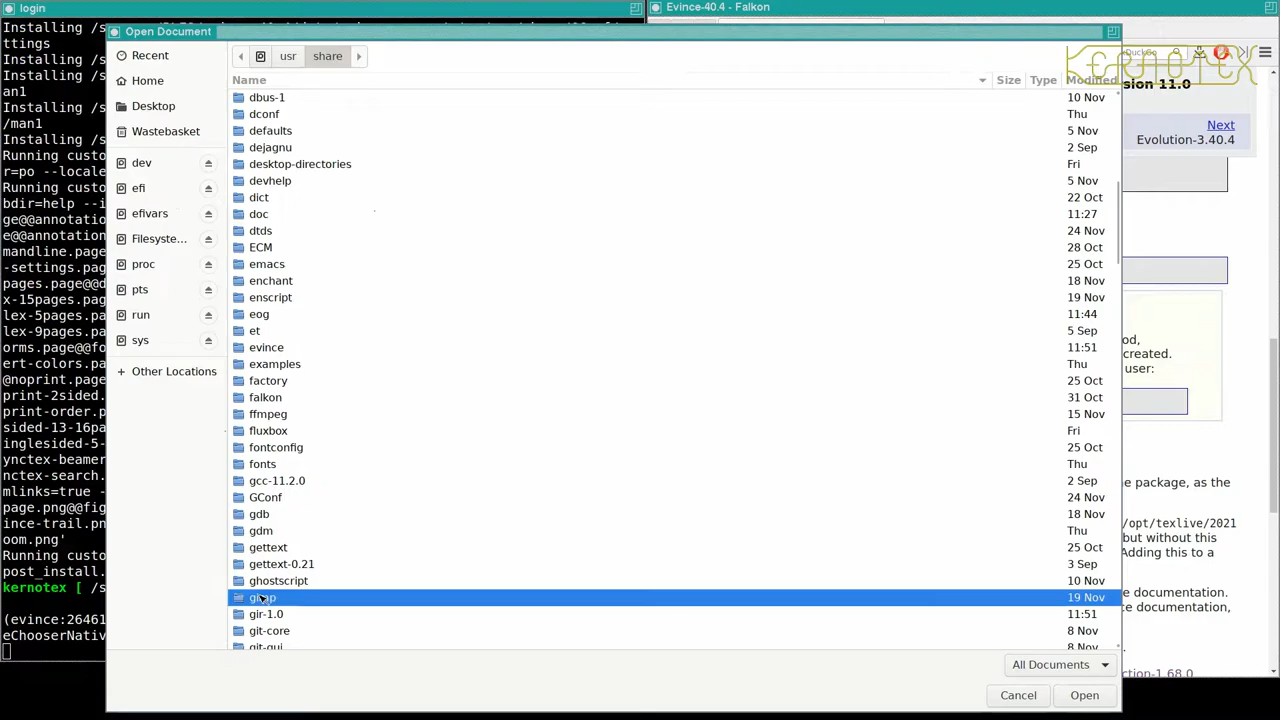 login
Evince-40.4 - Falkon
Installing /s
ttings
Installing /s
Installing /s
an1
Installing /s
/man1
Installing /s
Running custo
r=po --locale
Running custo
bdir=help --i
ge@@annotatio
e@@annotation
mandline.page
-settings.pag
pages.page@@d
x-15pages.pag
lex-5pages.pa
lex-9pages.pa
orms.page@@fo
ert-colors.pa
@noprint.page
print-2sided.
print-order.p
sided-13-16pa
inglesided-5-
ynctex-beamer
nctex-search.
mlinks=true -
page.png@@fig
ince-trail.pn
oom.png'
Running custo
post_install.
kernotex [ /s
(evince:26461
eChooserNativ
Open Document
Recent
Home
Desktop
Wastebasket
dev
efi
efivars
Filesyste...
proc
pts
run
sys
+ Other Locations
usr share
Name Size Type Modified
dbus-1 10 Nov
dconf Thu
defaults 5 Nov
dejagnu 2 Sep
desktop-directories Fri
devhelp 5 Nov
dict 22 Oct
doc 11:27
dtds 24 Nov
ECM 28 Oct
emacs 25 Oct
enchant 18 Nov
enscript 19 Nov
eog 11:44
et 5 Sep
evince 11:51
examples Thu
factory 25 Oct
falkon 31 Oct
ffmpeg 15 Nov
fluxbox Fri
fontconfig 25 Oct
fonts Thu
gcc-11.2.0 2 Sep
GConf 24 Nov
gdb 18 Nov
gdm Thu
gettext 25 Oct
gettext-0.21 3 Sep
ghostscript 10 Nov
19 Nov
gir-1.0 11:51
git-core 8 Nov
git-gui 8 Nov
All Documents
Cancel Open
KERNOTEX
DuckGo
sion 11.0
Next
Evolution-3.40.4
od,
created.
user:
e package, as the
/opt/texlive/2021
but without this
Adding this to a
e documentation.
ce documentation,
ction-1.68.0